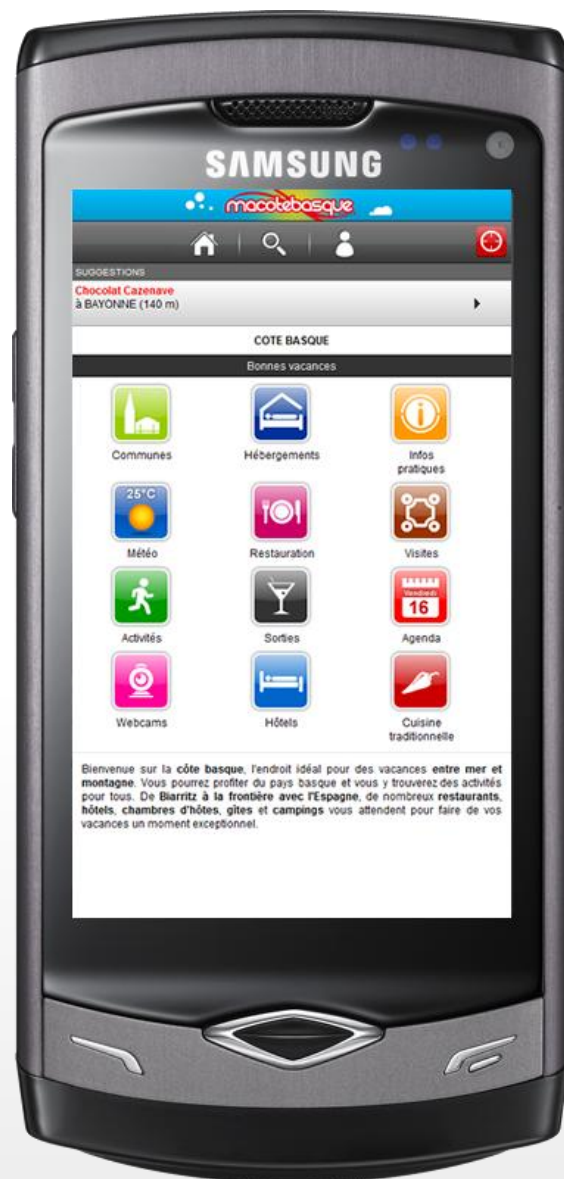 SAMSUNG
macotebasque
SUGGESTIONS
Chocolat Cazenave
à BAYONNE (140 m)
COTE BASQUE
Bonnes vacances
Communes
Hébergements
Infos
pratiques
25°C
Météo
Restauration
Visites
Activités
Sorties
Vendredi
16
Agenda
Webcams
Hôtels
Cuisine
traditionnelle
Bienvenue sur la côte basque, l'endroit idéal pour des vacances entre mer et
montagne. Vous pourrez profiter du pays basque et vous y trouverez des activités
pour tous. De Biarritz à la frontière avec l'Espagne, de nombreux restaurants,
hôtels, chambres d'hôtes, gîtes et campings vous attendent pour faire de vos
vacances un moment exceptionnel.